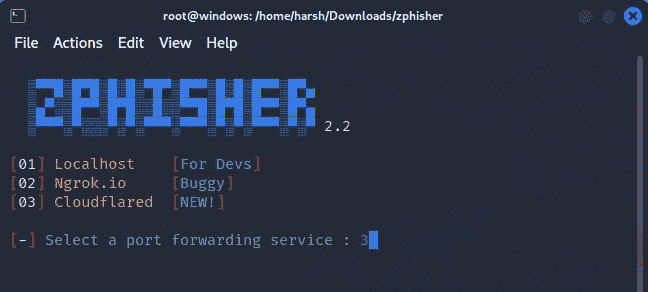 root@windows: /home/harsh/Downloads/zphisher
File Actions Edit View Help
ZPHISHER 2.2
[01] Localhost [For Devs]
[02] Ngrok.io [Buggy]
[03] Cloudflared [NEW!]
[-] Select a port forwarding service : 3